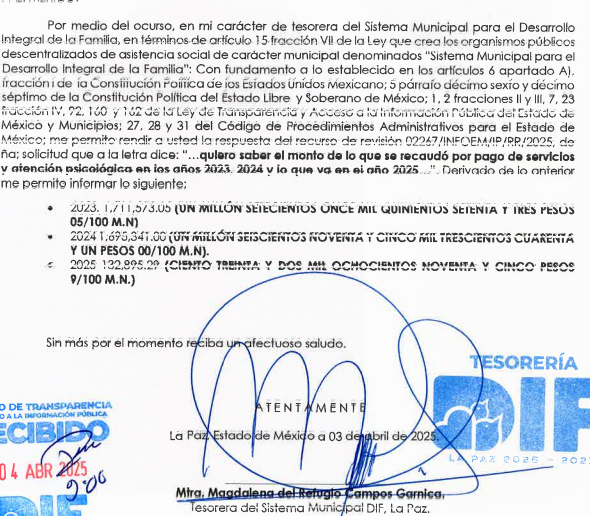 Por medio del ocurso, en mi carácter de tesorera del Sistema Municipal para el Desarrollo
Integral de la Familia, en términos de artículo 15 fracción VII de la Ley que crea los organismos públicos
descentralizados de asistencia social de carácter municipal denominados "Sistema Municipal para el
Desarrollo Integral de la Familia": Con fundamento a lo establecido en los artículos 6 apartado A),
fracción I de la Constitución Política de los Estados Unidos Mexicano; 5 párrafo décimo sexto y décimo
séptimo de la Constitución Política del Estado Libre y Soberano de México; 1, 2 fracciones II y III, 7, 23
fracción IV, 92, 160 y 162 de la Ley de Transparencia y Acceso a la Información Pública del Estado de
México y Municipios; 27, 28 y 31 del Código de Procedimientos Administrativos para el Estado de
México; me permito rendir a usted la respuesta del recurso de revisión 02267/INFOEM/IP/RR/2025, de
ña; solicitud que a la letra dice: "...quiero saber el monto de lo que se recaudó por pago de servicios
y atención psicológica en los años 2023, 2024 y lo que va en el año 2025...". Derivado de lo anterior
me permito informar lo siguiente;
• 2023. 1,711,573.05 (UN MILLÓN SETECIENTOS ONCE MIL QUINIENTOS SETENTA Y TRES PESOS
05/100 M.N)
• 2024 1,695,341.00 (UN MILLÓN SEISCIENTOS NOVENTA Y CINCO MIL TRESCIENTOS CUARENTA
Y UN PESOS 00/100 M.N).
• 2025 132,895.29 (CIENTO TREINTA Y DOS MIL OCHOCIENTOS NOVENTA Y CINCO PESOS
9/100 M.N.)
Sin más por el momento reciba un afectuoso saludo.
TESORERÍA
DIF
LA PAZ 2025 - 202
ATENTAMENTE
La Paz, Estado de México a 03 de abril de 2025.
D DE TRANSPARENCIA
O A LA INFORMACIÓN PÚBLICA
ECIBIDO
04 ABR 2025
9:00
DIF
Mtra. Magdalena del Refugio Campos Garnica.
Tesorera del Sistema Municipal DIF, La Paz.